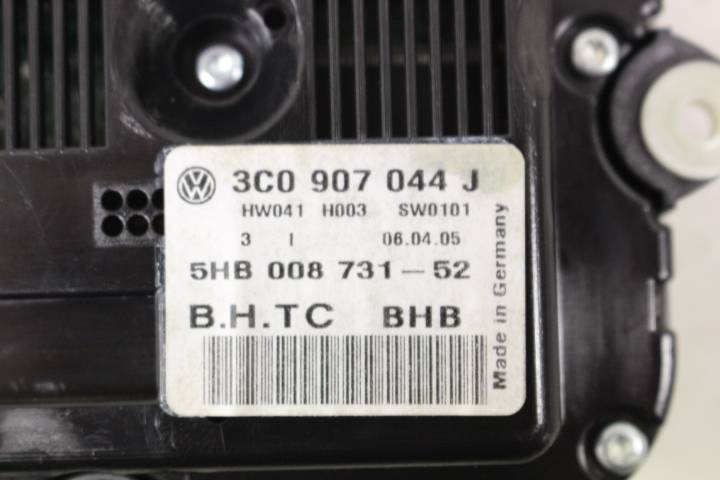 3C0 907 044 J
HW041 H003 SW0101
3 I 06.04.05
5HB 008 731-52
B.H.TC BHB
Made in Germany